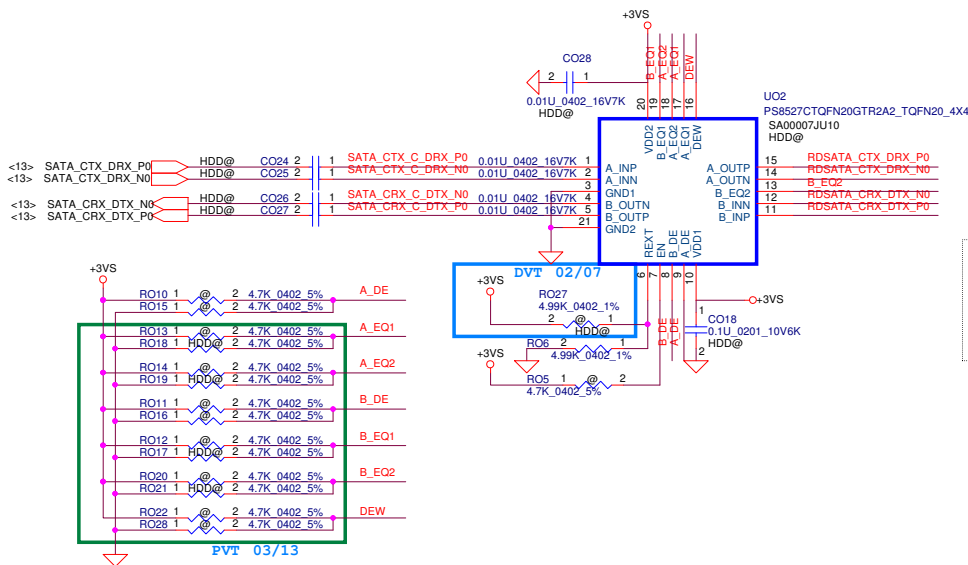 +3VS
B_EQ1
A_EQ2
A_EQ1
DEW
CO28
2 1
0.01U_0402_16V7K
HDD@
20 19 18 17 16
VDD2
B_EQ1
A_EQ2
A_EQ1
A_DEW
UO2
PS8527CTQFN20GTR2A2_TQFN20_4X4
SA00007JU10
HDD@
<13> SATA_CTX_DRX_P0 HDD@ CO24 2 1 SATA_CTX_C_DRX_P0 0.01U_0402_16V7K 1 A_INP A_OUTP 15 RDSATA_CTX_DRX_P0
<13> SATA_CTX_DRX_N0 CO25 2 1 SATA_CTX_C_DRX_N0 0.01U_0402_16V7K 2 A_INN A_OUTN 14 RDSATA_CTX_DRX_N0
3 GND1 B_EQ2 13 B_EQ2
<13> SATA_CRX_DTX_N0 HDD@ CO26 2 1 SATA_CRX_C_DTX_N0 0.01U_0402_16V7K 4 B_OUTN B_INN 12 RDSATA_CRX_DTX_N0
<13> SATA_CRX_DTX_P0 CO27 2 1 SATA_CRX_C_DTX_P0 0.01U_0402_16V7K 5 B_OUTP B_INP 11 RDSATA_CRX_DTX_P0
21 GND2
REXT
EN
B_DE
A_DE
VDD1
6 7 8 9 10
DVT 02/07
+3VS
RO27
4.99K_0402_1%
2 1
HDD@
@
RO6 2 1
4.99K_0402_1%
+3VS
RO5 1 @ 2
4.7K_0402_5%
B_DE
A_DE
+3VS
1
CO18
0.1U_0201_10V6K
HDD@
2
+3VS
RO10 1 @ 2 4.7K_0402_5% A_DE
RO15 1 2 4.7K_0402_5%
RO13 1 @ 2 4.7K_0402_5% A_EQ1
RO18 1 HDD@ 2 4.7K_0402_5%
RO14 1 @ 2 4.7K_0402_5% A_EQ2
RO19 1 HDD@ 2 4.7K_0402_5%
RO11 1 @ 2 4.7K_0402_5% B_DE
RO16 1 @ 2 4.7K_0402_5%
RO12 1 @ 2 4.7K_0402_5% B_EQ1
RO17 1 HDD@ 2 4.7K_0402_5%
RO20 1 @ 2 4.7K_0402_5% B_EQ2
RO21 1 HDD@ 2 4.7K_0402_5%
RO22 1 @ 2 4.7K_0402_5% DEW
RO28 1 @ 2 4.7K_0402_5%
PVT 03/13